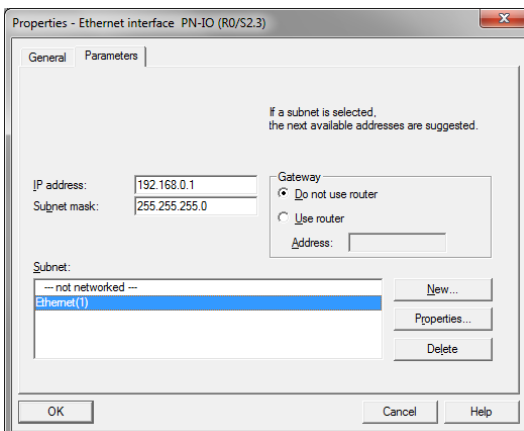 Properties - Ethernet interface PN-IO (R0/S2.3)
General
Parameters
If a subnet is selected,
the next available addresses are suggested.
IP address:
192.168.0.1
Subnet mask:
255.255.255.0
Gateway
Do not use router
Use router
Address:
Subnet:
--- not networked ---
Ethernet(1)
New...
Properties...
Delete
OK
Cancel
Help